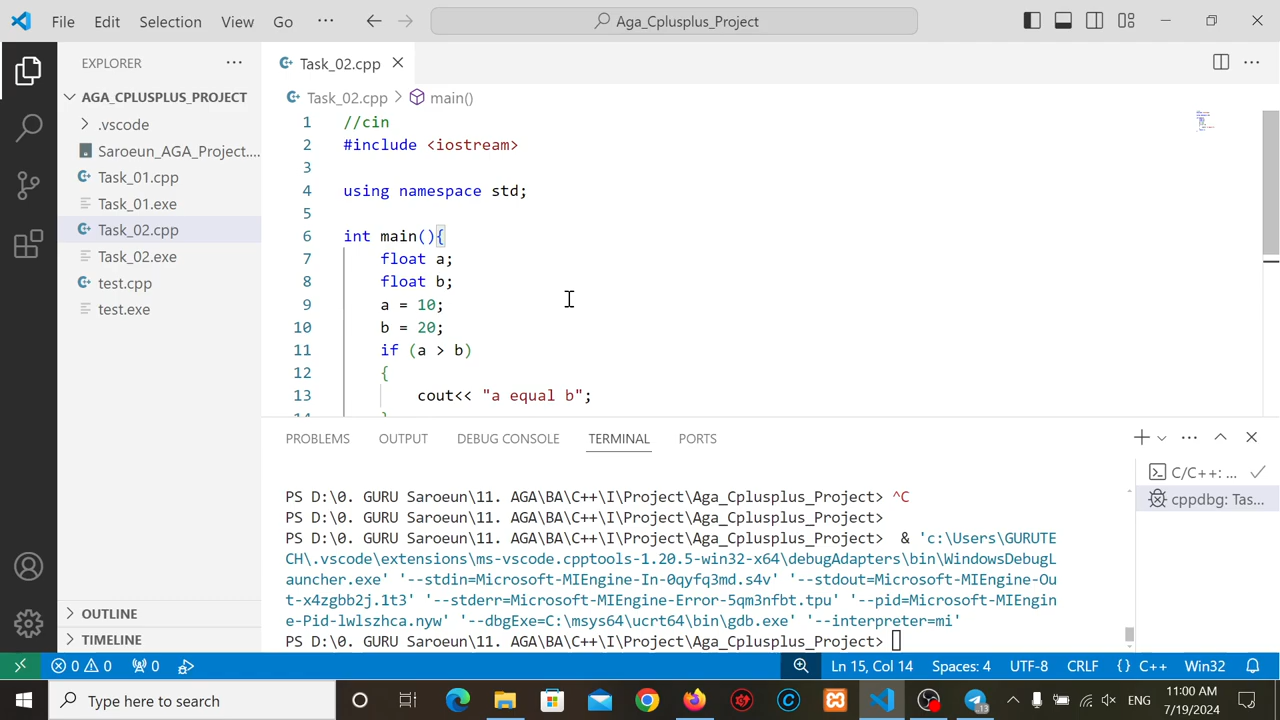 File Edit Selection View Go ··· Aga_Cplusplus_Project
EXPLORER ···
AGA_CPLUSPLUS_PROJECT
.vscode
Saroeun_AGA_Project....
Task_01.cpp
Task_01.exe
Task_02.cpp
Task_02.exe
test.cpp
test.exe
OUTLINE
TIMELINE
Task_02.cpp
Task_02.cpp > main()
1 //cin
2 #include <iostream>
3
4 using namespace std;
5
6 int main(){
7 float a;
8 float b;
9 a = 10;
10 b = 20;
11 if (a > b)
12 {
13 cout<< "a equal b";
14 }
PROBLEMS OUTPUT DEBUG CONSOLE TERMINAL PORTS
PS D:\0. GURU Saroeun\11. AGA\BA\C++\I\Project\Aga_Cplusplus_Project> ^C
PS D:\0. GURU Saroeun\11. AGA\BA\C++\I\Project\Aga_Cplusplus_Project>
PS D:\0. GURU Saroeun\11. AGA\BA\C++\I\Project\Aga_Cplusplus_Project> & 'c:\Users\GURUTE
CH\.vscode\extensions\ms-vscode.cpptools-1.20.5-win32-x64\debugAdapters\bin\WindowsDebugL
auncher.exe' '--stdin=Microsoft-MIEngine-In-0qyfq3md.s4v' '--stdout=Microsoft-MIEngine-Ou
t-x4zgbb2j.1t3' '--stderr=Microsoft-MIEngine-Error-5qm3nfbt.tpu' '--pid=Microsoft-MIEngin
e-Pid-lwlszhca.nyw' '--dbgExe=C:\msys64\ucrt64\bin\gdb.exe' '--interpreter=mi'
PS D:\0. GURU Saroeun\11. AGA\BA\C++\I\Project\Aga_Cplusplus_Project>
C/C++: ...
cppdbg: Tas...
0 0 0 Ln 15, Col 14 Spaces: 4 UTF-8 CRLF {} C++ Win32
Type here to search
13
ENG
11:00 AM
7/19/2024